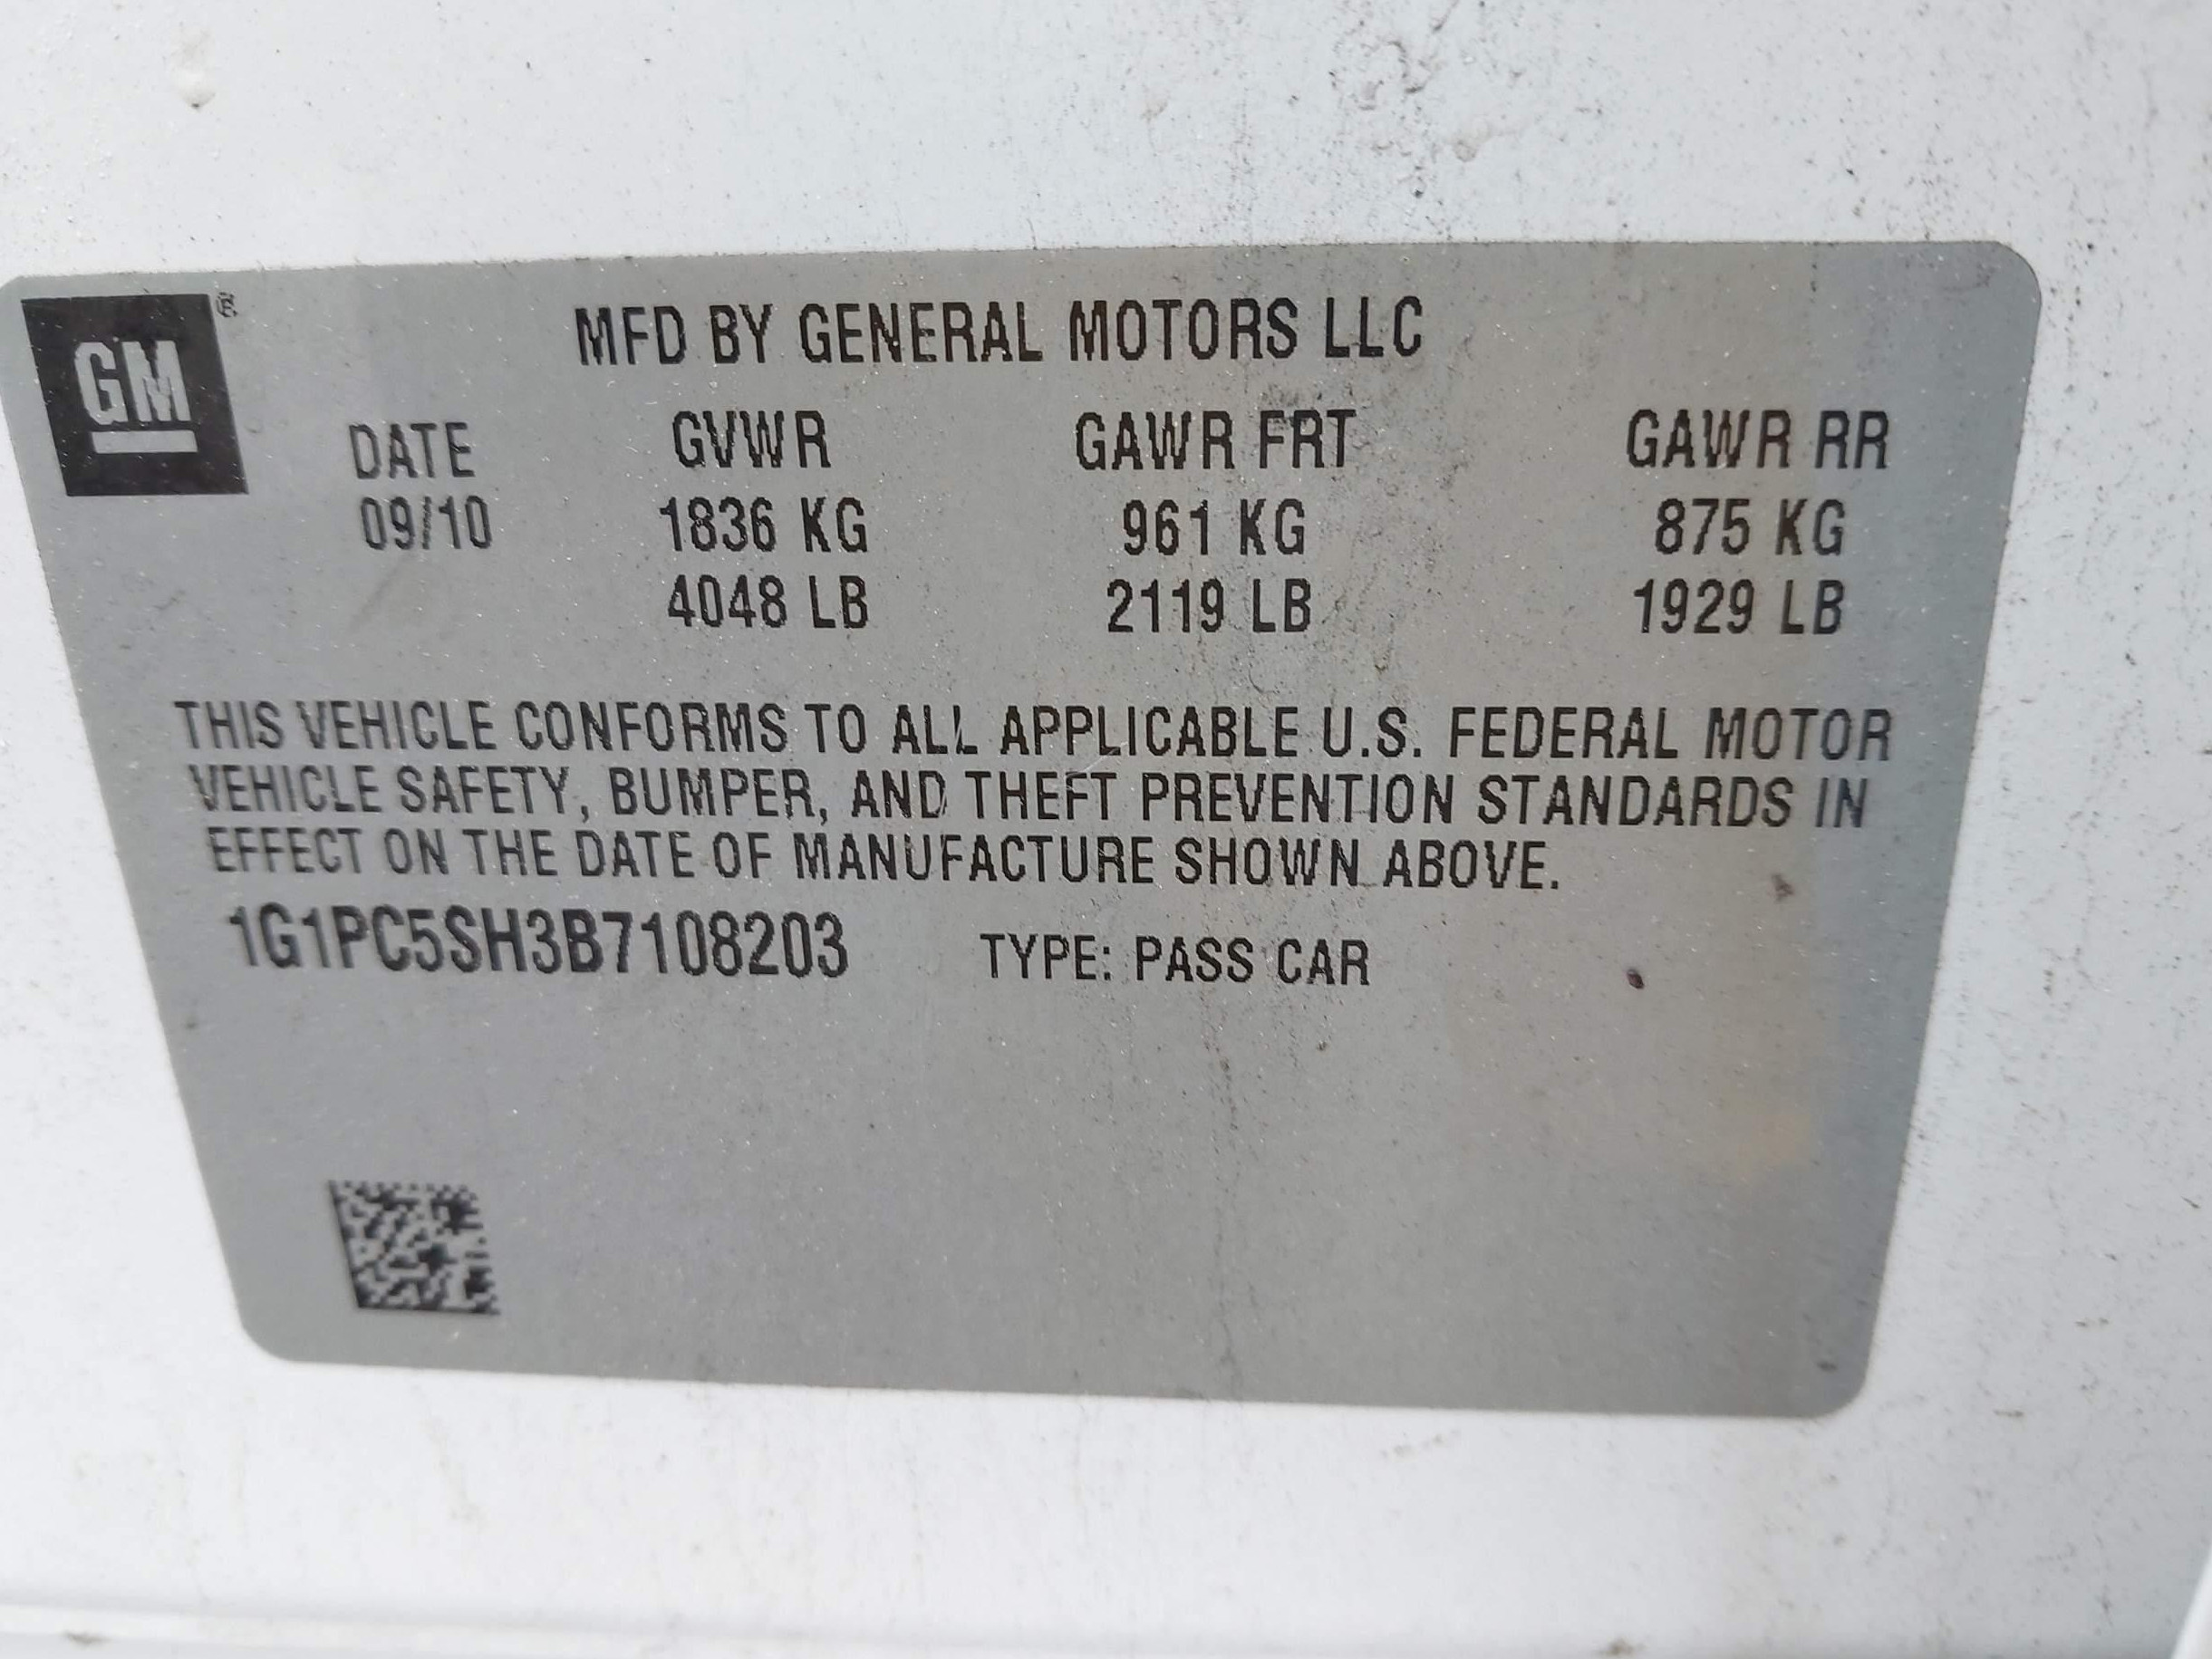 GM ®
MFD BY GENERAL MOTORS LLC
DATE GVWR GAWR FRT GAWR RR
09/10 1836 KG 961 KG 875 KG
4048 LB 2119 LB 1929 LB
THIS VEHICLE CONFORMS TO ALL APPLICABLE U.S. FEDERAL MOTOR
VEHICLE SAFETY, BUMPER, AND THEFT PREVENTION STANDARDS IN
EFFECT ON THE DATE OF MANUFACTURE SHOWN ABOVE.
1G1PC5SH3B7108203 TYPE: PASS CAR